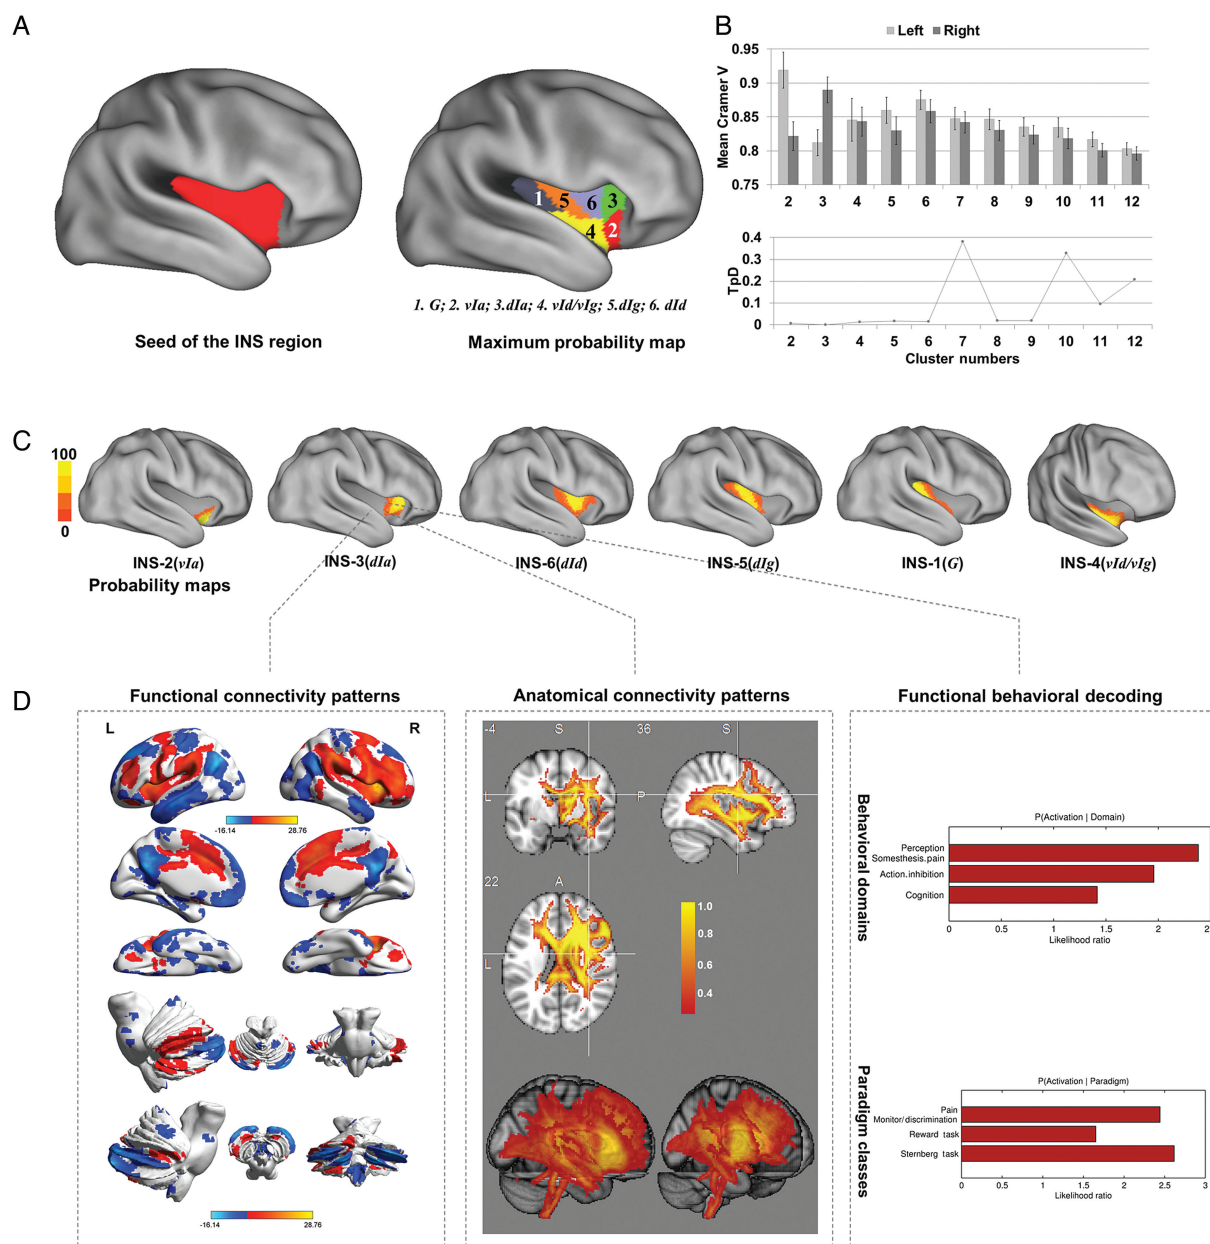 A
1
5
6
3
4
2
1. G; 2. vIa; 3.dIa; 4. vId/vIg; 5.dIg; 6. dId
Seed of the INS region
Maximum probability map
B
Left Right
Mean Cramer V
0.95
0.9
0.85
0.8
0.75
2 3 4 5 6 7 8 9 10 11 12
TpD
0.4
0.3
0.2
0.1
0
2 3 4 5 6 7 8 9 10 11 12
Cluster numbers
C
100
0
INS-2(vIa)
INS-3(dIa)
INS-6(dId)
INS-5(dIg)
INS-1(G)
INS-4(vId/vIg)
Probability maps
D
Functional connectivity patterns
L R
-16.14 28.76
-16.14 28.76
Anatomical connectivity patterns
-4 S 36 S
L P
22 A
L
1.0
0.8
0.6
0.4
Functional behavioral decoding
Behavioral domains
P(Activation | Domain)
Perception
Somesthesis.pain
Action.inhibition
Cognition
0 0.5 1 1.5 2 2
Likelihood ratio
Paradigm classes
P(Activation | Paradigm)
Pain
Monitor/discrimination
Reward task
Sternberg task
0 0.5 1 1.5 2 2.5 3
Likelihood ratio